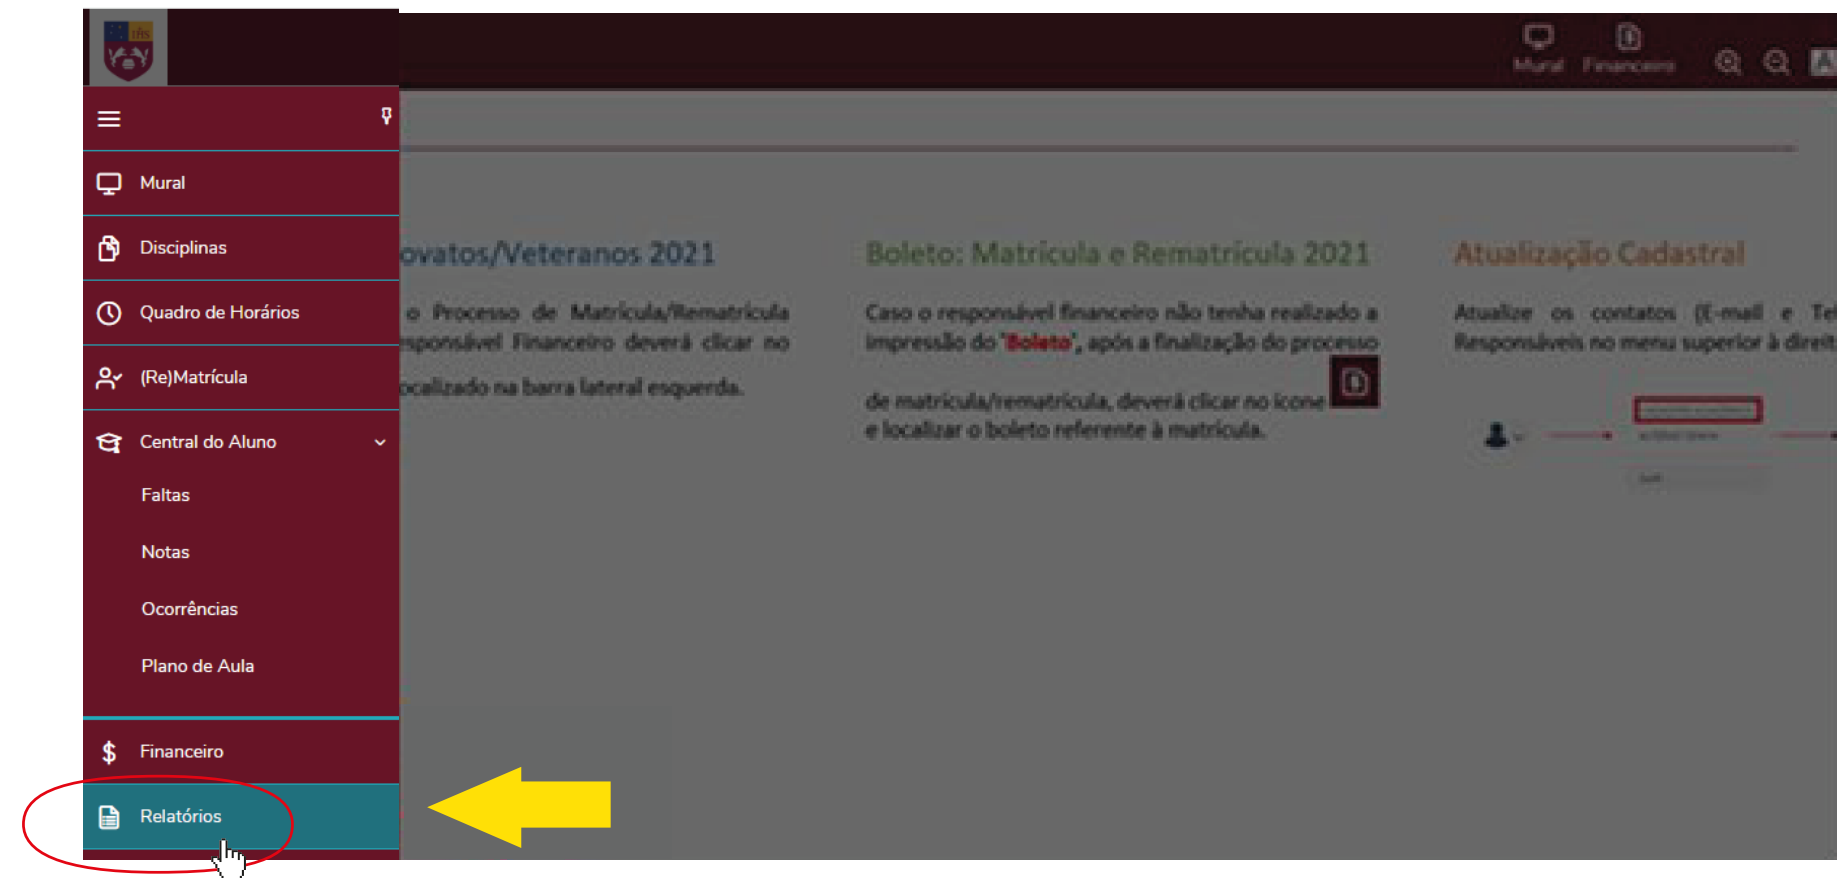 IHS
Mural
Financeiro
A
Mural
Disciplinas
Quadro de Horários
(Re)Matrícula
Central do Aluno
Faltas
Notas
Ocorrências
Plano de Aula
Financeiro
Relatórios
ovatos/Veteranos 2021
o Processo de Matrícula/Rematrícula
sponsável Financeiro deverá clicar no
ocalizado na barra lateral esquerda.
Boleto: Matrícula e Rematrícula 2021
Caso o responsável financeiro não tenha realizado a
impressão do "Boleto", após a finalização do processo
de matrícula/rematrícula, deverá clicar no ícone
e localizar o boleto referente à matrícula.
Atualização Cadastral
Atualize os contatos (E-mail e Tel
Responsáveis no menu superior à direit